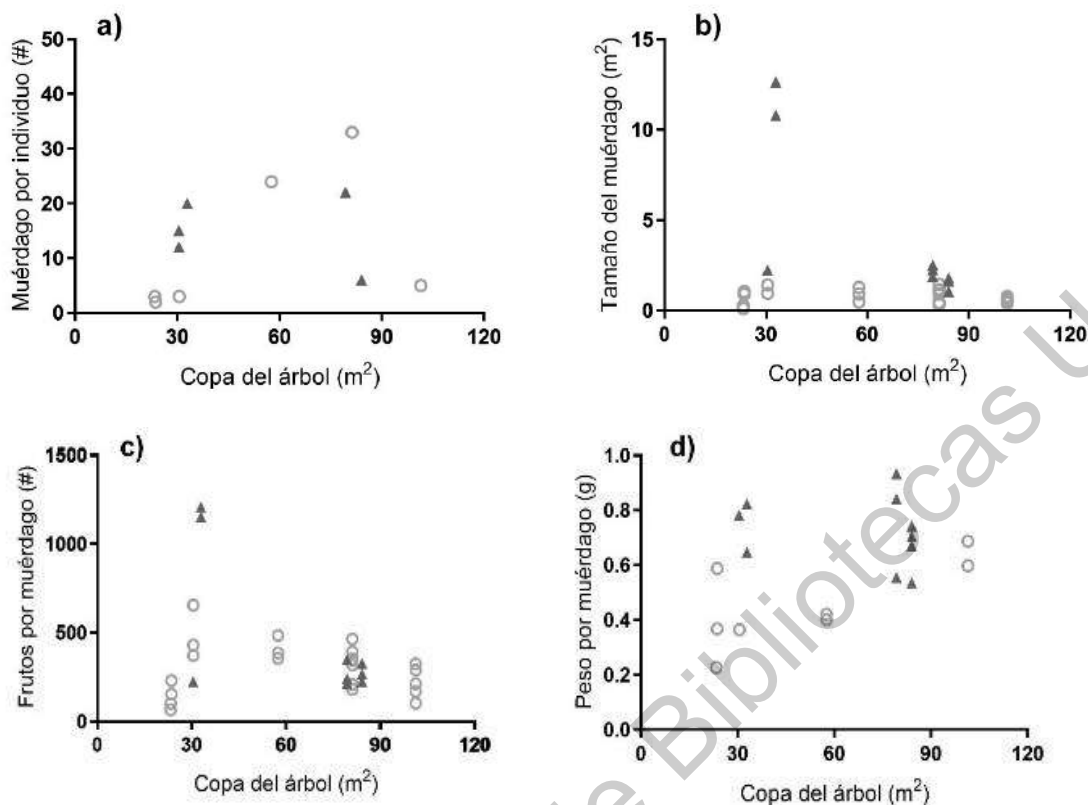 a)
Muérdago por individuo (#)
50
40
30
20
10
0
0 30 60 90 120
Copa del árbol (m²)
b)
Tamaño del muérdago (m²)
15
10
5
0
0 30 60 90 120
Copa del árbol (m²)
c)
Frutos por muérdago (#)
1500
1000
500
0
0 30 60 90 120
Copa del árbol (m²)
d)
Peso por muérdago (g)
1.0
0.8
0.6
0.4
0.2
0.0
0 30 60 90 120
Copa del árbol (m²)
de Bibliotecas U